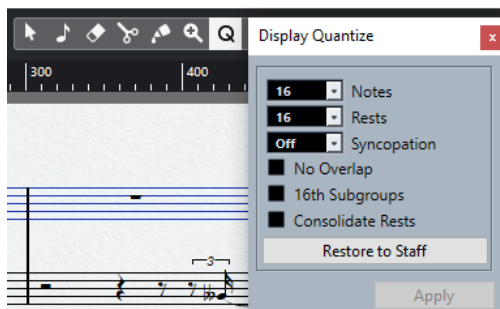 Q
Display Quantize
x
300
400
16 Notes
16 Rests
Off Syncopation
No Overlap
16th Subgroups
Consolidate Rests
Restore to Staff
3
Apply